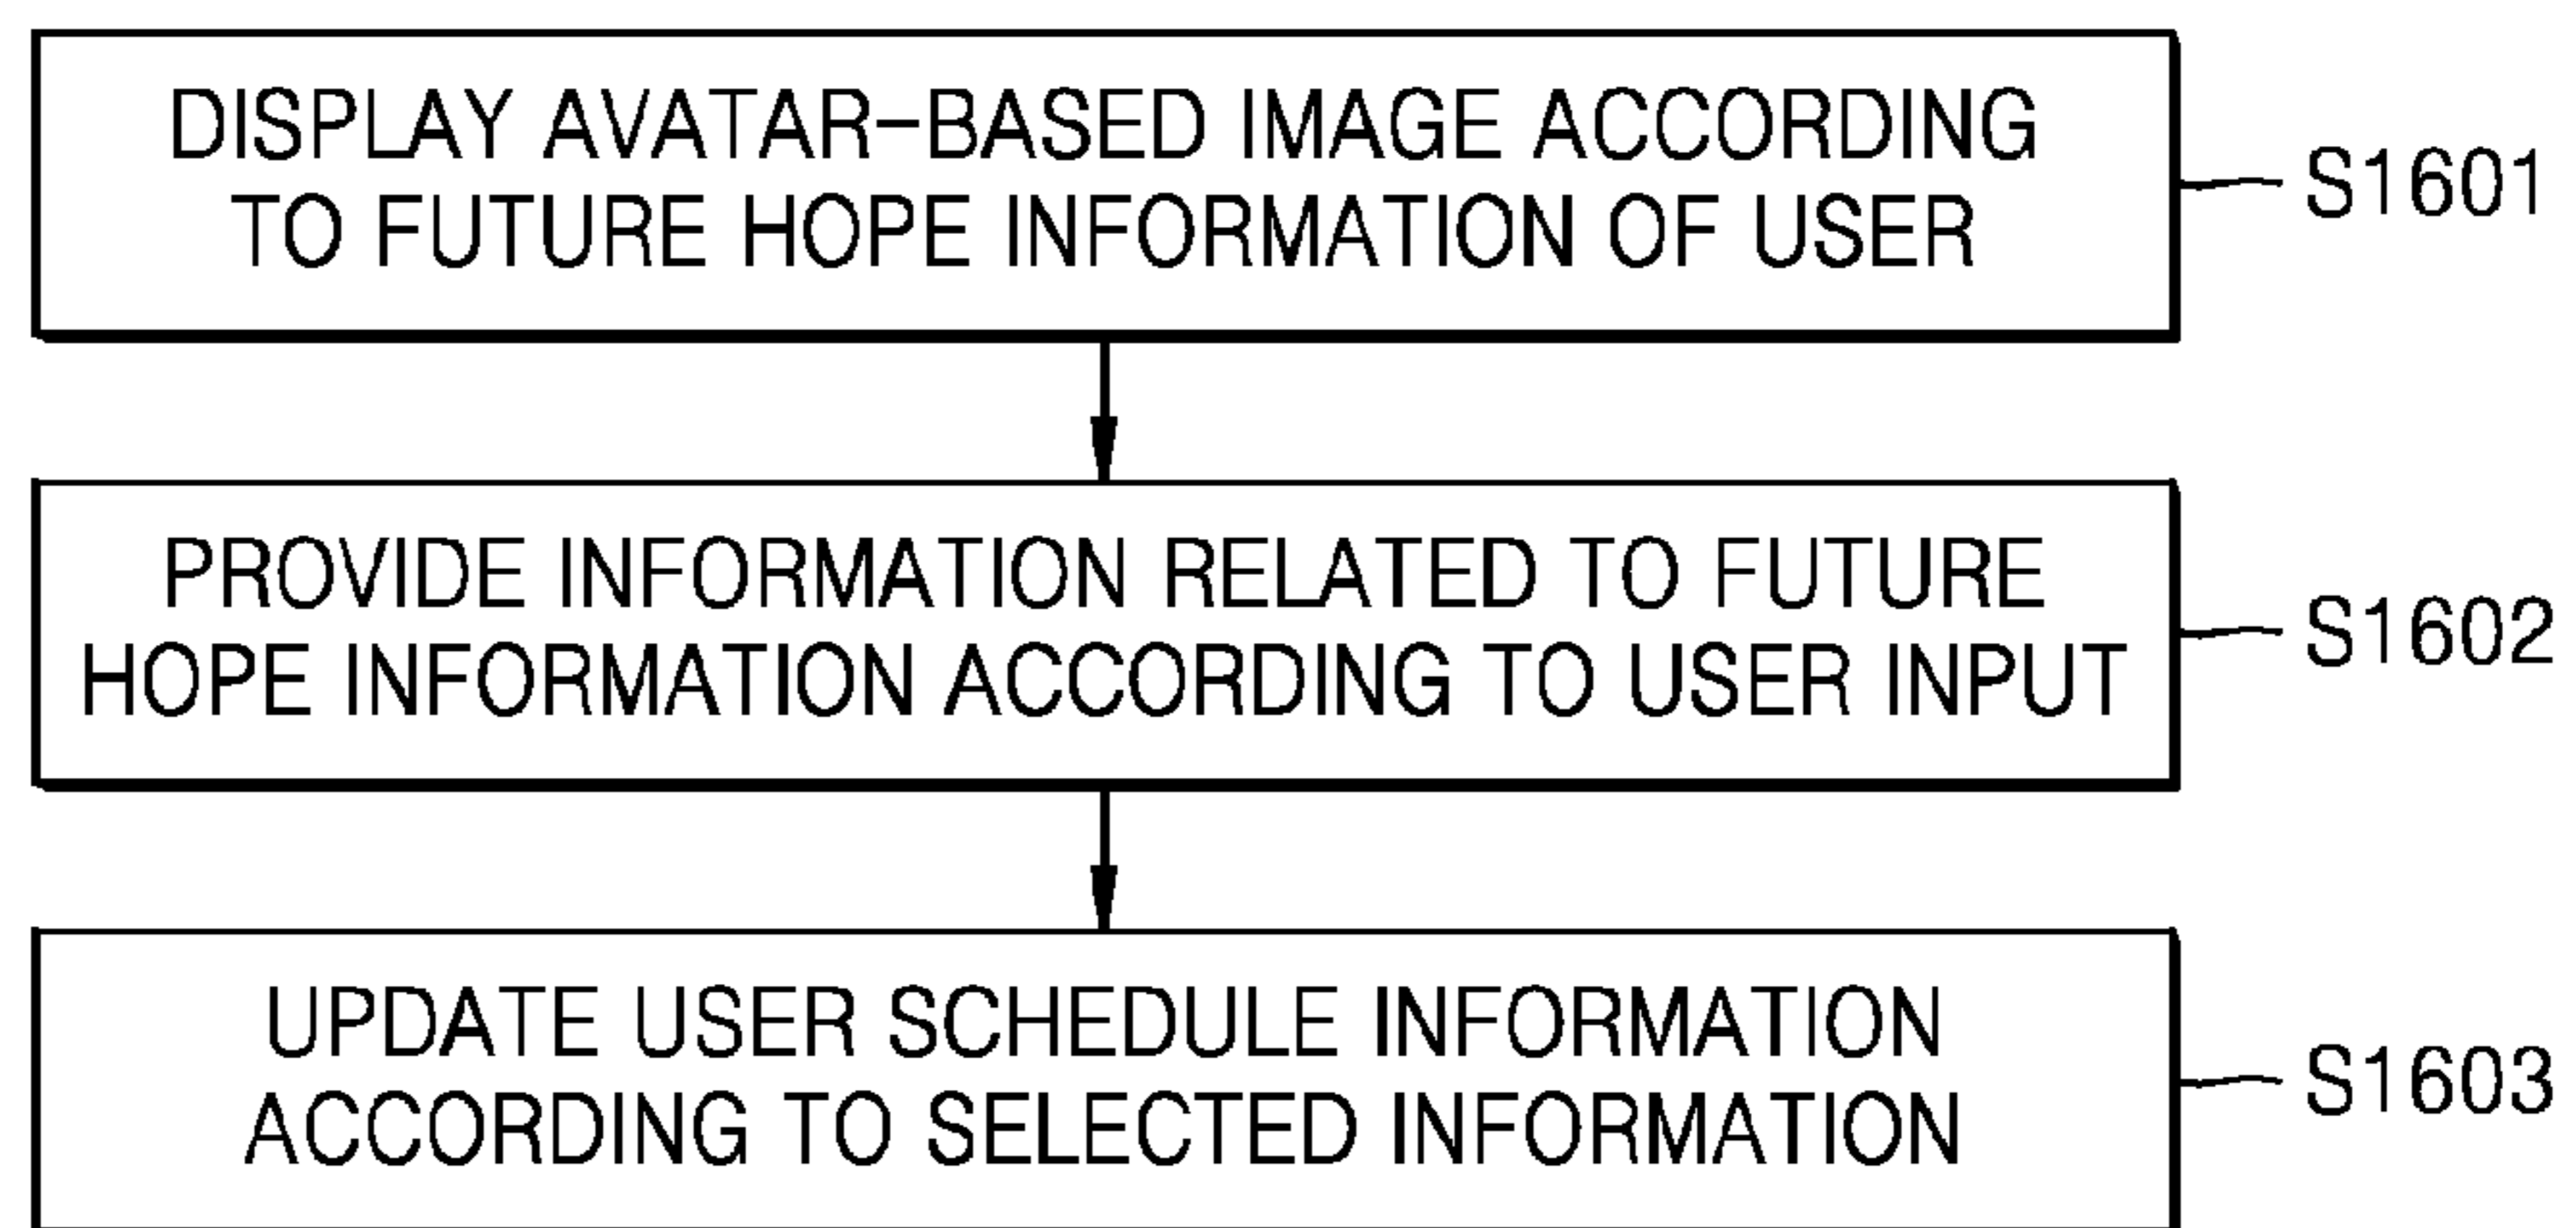 DISPLAY AVATAR-BASED IMAGE ACCORDING
TO FUTURE HOPE INFORMATION OF USER
S1601
PROVIDE INFORMATION RELATED TO FUTURE
HOPE INFORMATION ACCORDING TO USER INPUT
S1602
UPDATE USER SCHEDULE INFORMATION
ACCORDING TO SELECTED INFORMATION
S1603